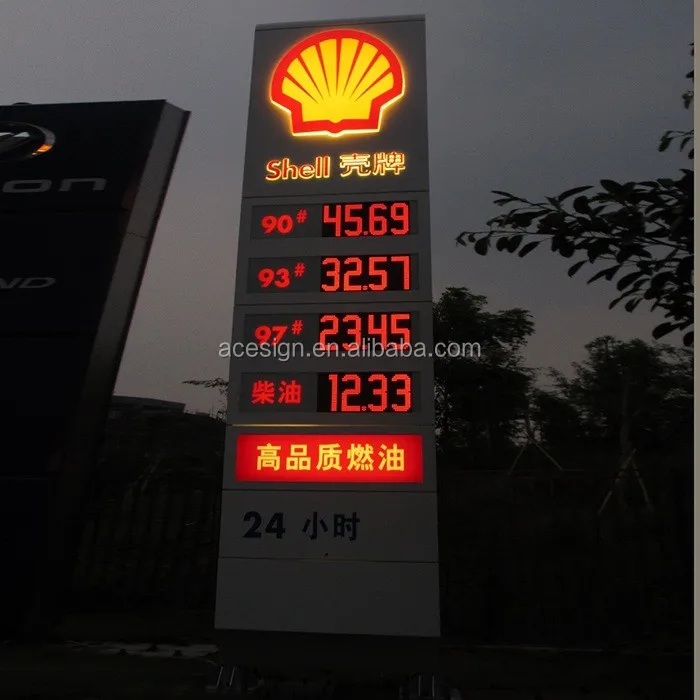 Shell 壳牌
90# 45.69
93# 32.57
97# 23.45
acesign.en.alibaba.com
柴油 12.33
高品质燃油
24 小时